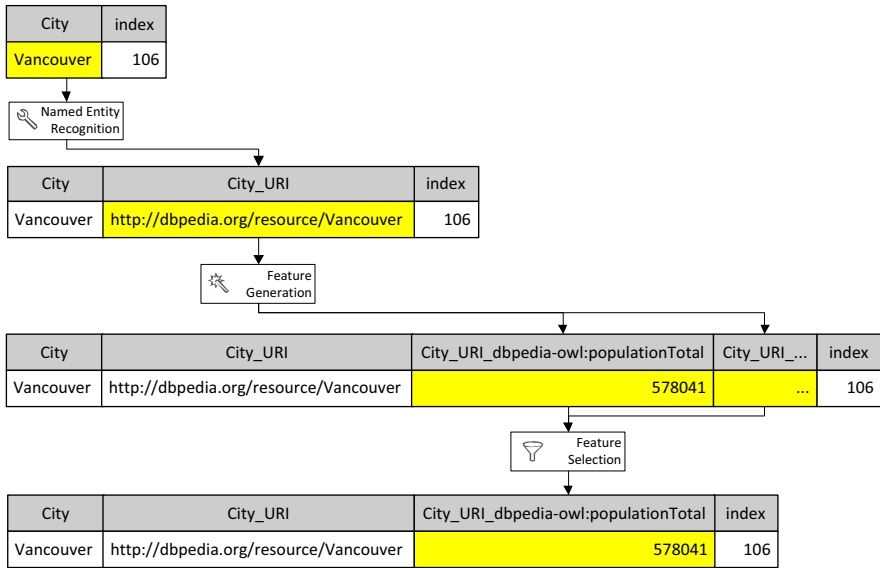 City index
Vancouver 106
Named Entity
Recognition
City City_URI index
Vancouver http://dbpedia.org/resource/Vancouver 106
Feature
Generation
City City_URI City_URI_dbpedia-owl:populationTotal City_URI_... index
Vancouver http://dbpedia.org/resource/Vancouver 578041 ... 106
Feature
Selection
City City_URI City_URI_dbpedia-owl:populationTotal index
Vancouver http://dbpedia.org/resource/Vancouver 578041 106